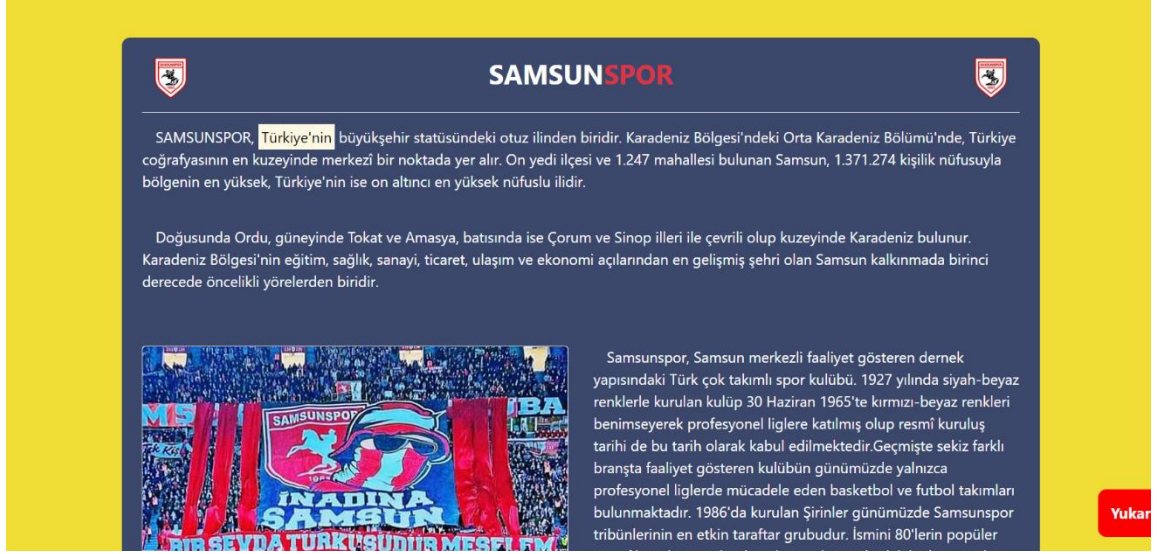 SAMSUNSPOR
SAMSUNSPOR, Türkiye'nin büyükşehir statüsündeki otuz ilinden biridir. Karadeniz Bölgesi'ndeki Orta Karadeniz Bölümü'nde, Türkiye
coğrafyasının en kuzeyinde merkezî bir noktada yer alır. On yedi ilçesi ve 1.247 mahallesi bulunan Samsun, 1.371.274 kişilik nüfusuyla
bölgenin en yüksek, Türkiye'nin ise on altıncı en yüksek nüfuslu ilidir.
Doğusunda Ordu, güneyinde Tokat ve Amasya, batısında ise Çorum ve Sinop illeri ile çevrili olup kuzeyinde Karadeniz bulunur.
Karadeniz Bölgesi'nin eğitim, sağlık, sanayi, ticaret, ulaşım ve ekonomi açılarından en gelişmiş şehri olan Samsun kalkınmada birinci
derecede öncelikli yörelerden biridir.
SAMSUNSPOR
İNADINA
SAMSUN
BİR SEVDA TÜRKÜSÜDÜR MESELEM
Samsunspor, Samsun merkezli faaliyet gösteren dernek
yapısındaki Türk çok takımlı spor kulübü. 1927 yılında siyah-beyaz
renklerle kurulan kulüp 30 Haziran 1965'te kırmızı-beyaz renkleri
benimseyerek profesyonel liglere katılmış olup resmî kuruluş
tarihi de bu tarih olarak kabul edilmektedir.Geçmişte sekiz farklı
branşta faaliyet gösteren kulübün günümüzde yalnızca
profesyonel liglerde mücadele eden basketbol ve futbol takımları
bulunmaktadır. 1986'da kurulan Şirinler günümüzde Samsunspor
tribünlerinin en etkin taraftar grubudur. İsmini 80'lerin popüler
Yukar